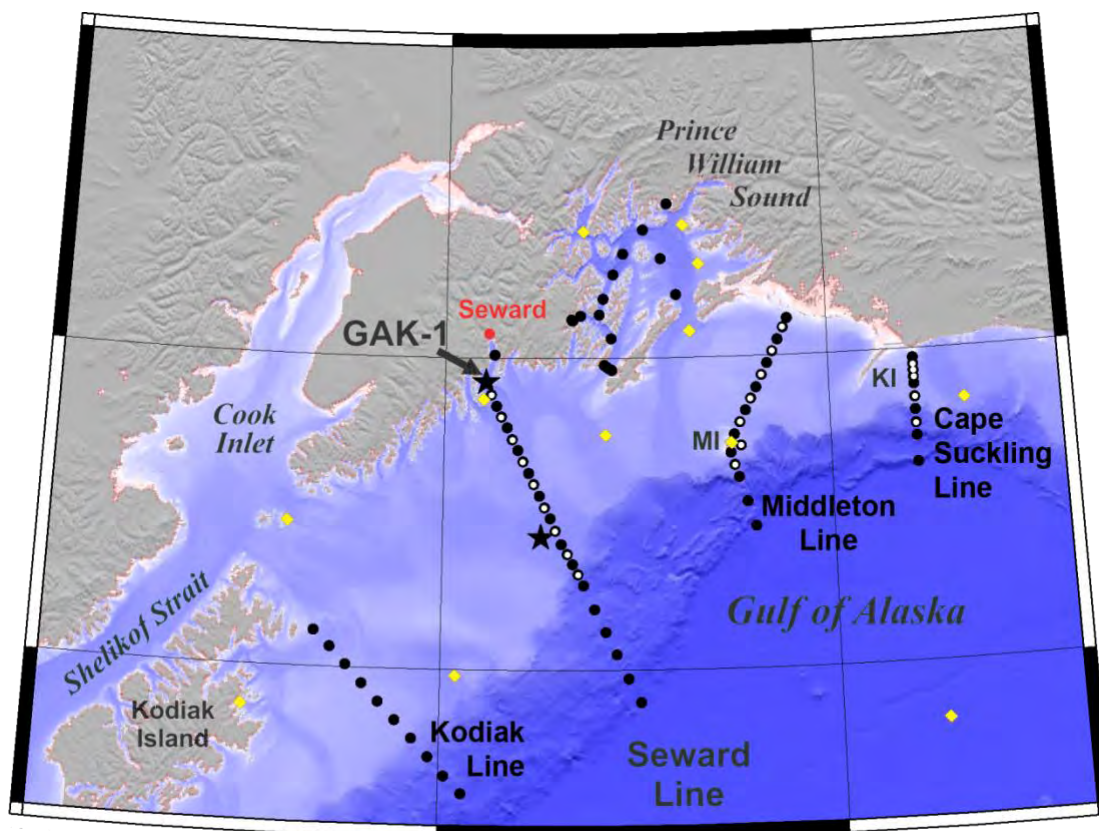 Prince
William
Sound
Seward
GAK-1
KI
Cook
Inlet
MI
Cape
Suckling
Line
Middleton
Line
Gulf of Alaska
Shelikof Strait
Kodiak
Island
Kodiak
Line
Seward
Line